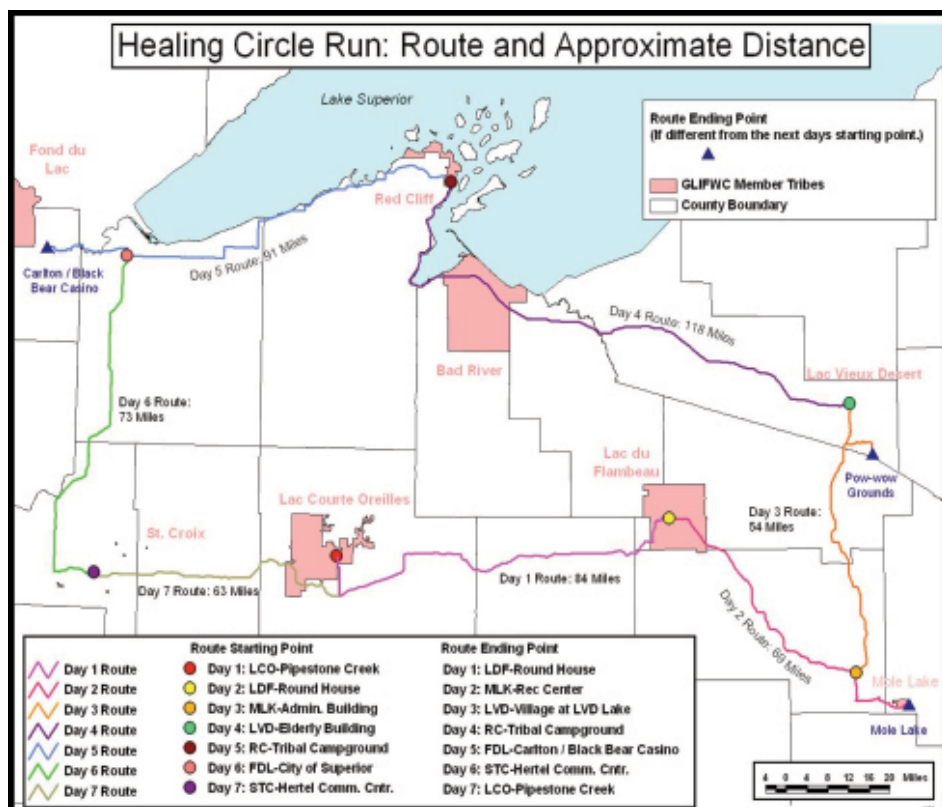 Healing Circle Run: Route and Approximate Distance
Lake Superior
Route Ending Point
(If different from the next days starting point.)
GLIFWC Member Tribes
County Boundary
Fond du
Lac
Red Cliff
Carlton / Black
Bear Casino
Day 5 Route: 91 Miles
Day 4 Route: 118 Miles
Bad River
Lac Vieux Desert
Day 6 Route:
73 Miles
Pow-wow
Grounds
Lac du
Flambeau
Lac Courte Oreilles
Day 3 Route:
54 Miles
St. Croix
Day 7 Route: 63 Miles
Day 1 Route: 84 Miles
Day 2 Route: 69 Miles
Mole Lake
Mole Lake
Route Starting Point
Route Ending Point
Day 1 Route
Day 1: LCO-Pipestone Creek
Day 1: LDF-Round House
Day 2 Route
Day 2: LDF-Round House
Day 2: MLK-Rec Center
Day 3 Route
Day 3: MLK-Admin. Building
Day 3: LVD-Village at LVD Lake
Day 4 Route
Day 4: LVD-Elderly Building
Day 4: RC-Tribal Campground
Day 5 Route
Day 5: RC-Tribal Campground
Day 5: FDL-Carlton / Black Bear Casino
Day 6 Route
Day 6: FDL-City of Superior
Day 6: STC-Hertel Comm. Cntr.
Day 7 Route
Day 7: STC-Hertel Comm. Cntr.
Day 7: LCO-Pipestone Creek
4 0 4 8 12 16 20 Miles